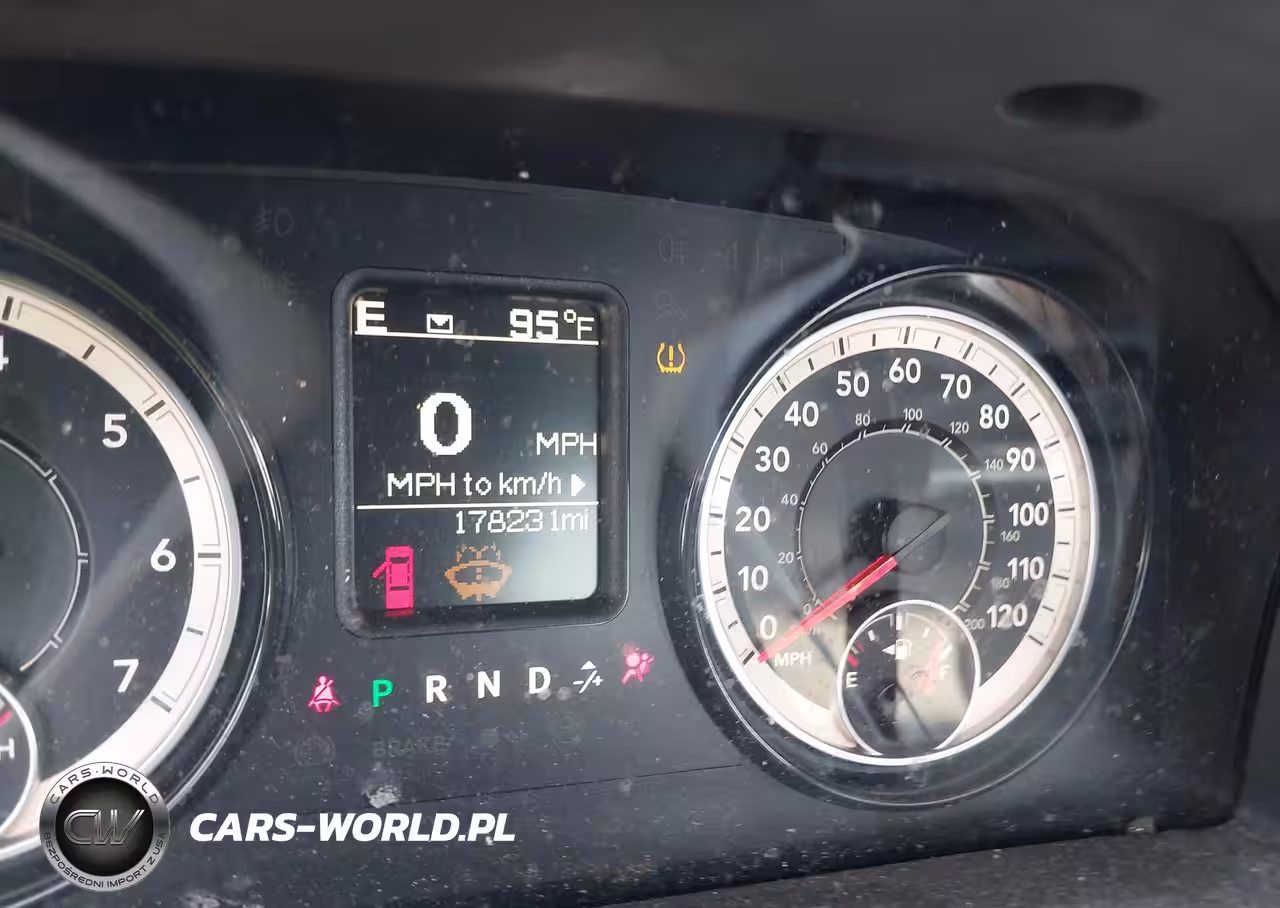 E 95°F
0 MPH
MPH to km/h
178231mi
P R N D -/+
BRAKE
5
6
7
H
0 10 20 30 40 50 60 70 80 90 100 110 120
MPH
20 40 60 80 100 120 140 160 180 200
E F
CARS-WORLD
CW
BEZPOŚREDNI IMPORT Z USA
CARS-WORLD.PL